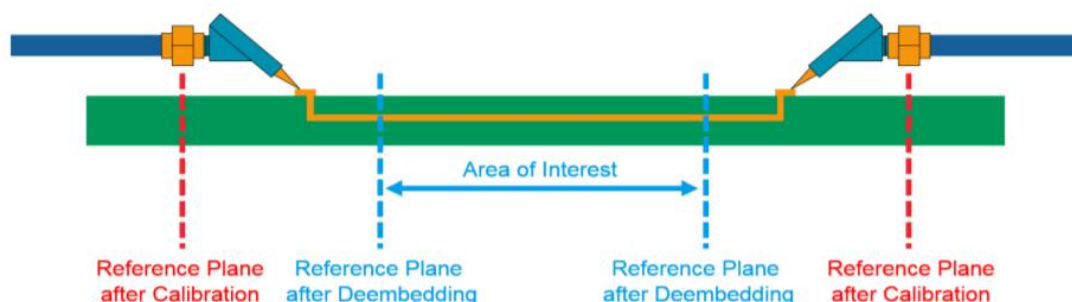 Area of Interest
Reference Plane
after Calibration
Reference Plane
after Deembedding
Reference Plane
after Deembedding
Reference Plane
after Calibration